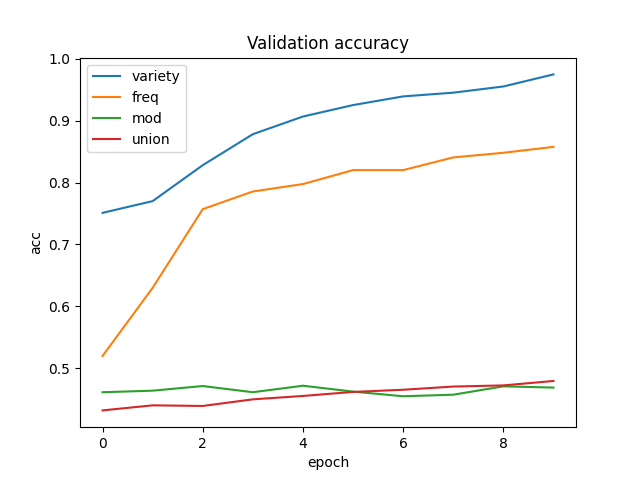 Validation accuracy
variety
freq
mod
union
acc
1.0
0.9
0.8
0.7
0.6
0.5
0 2 4 6 8
epoch